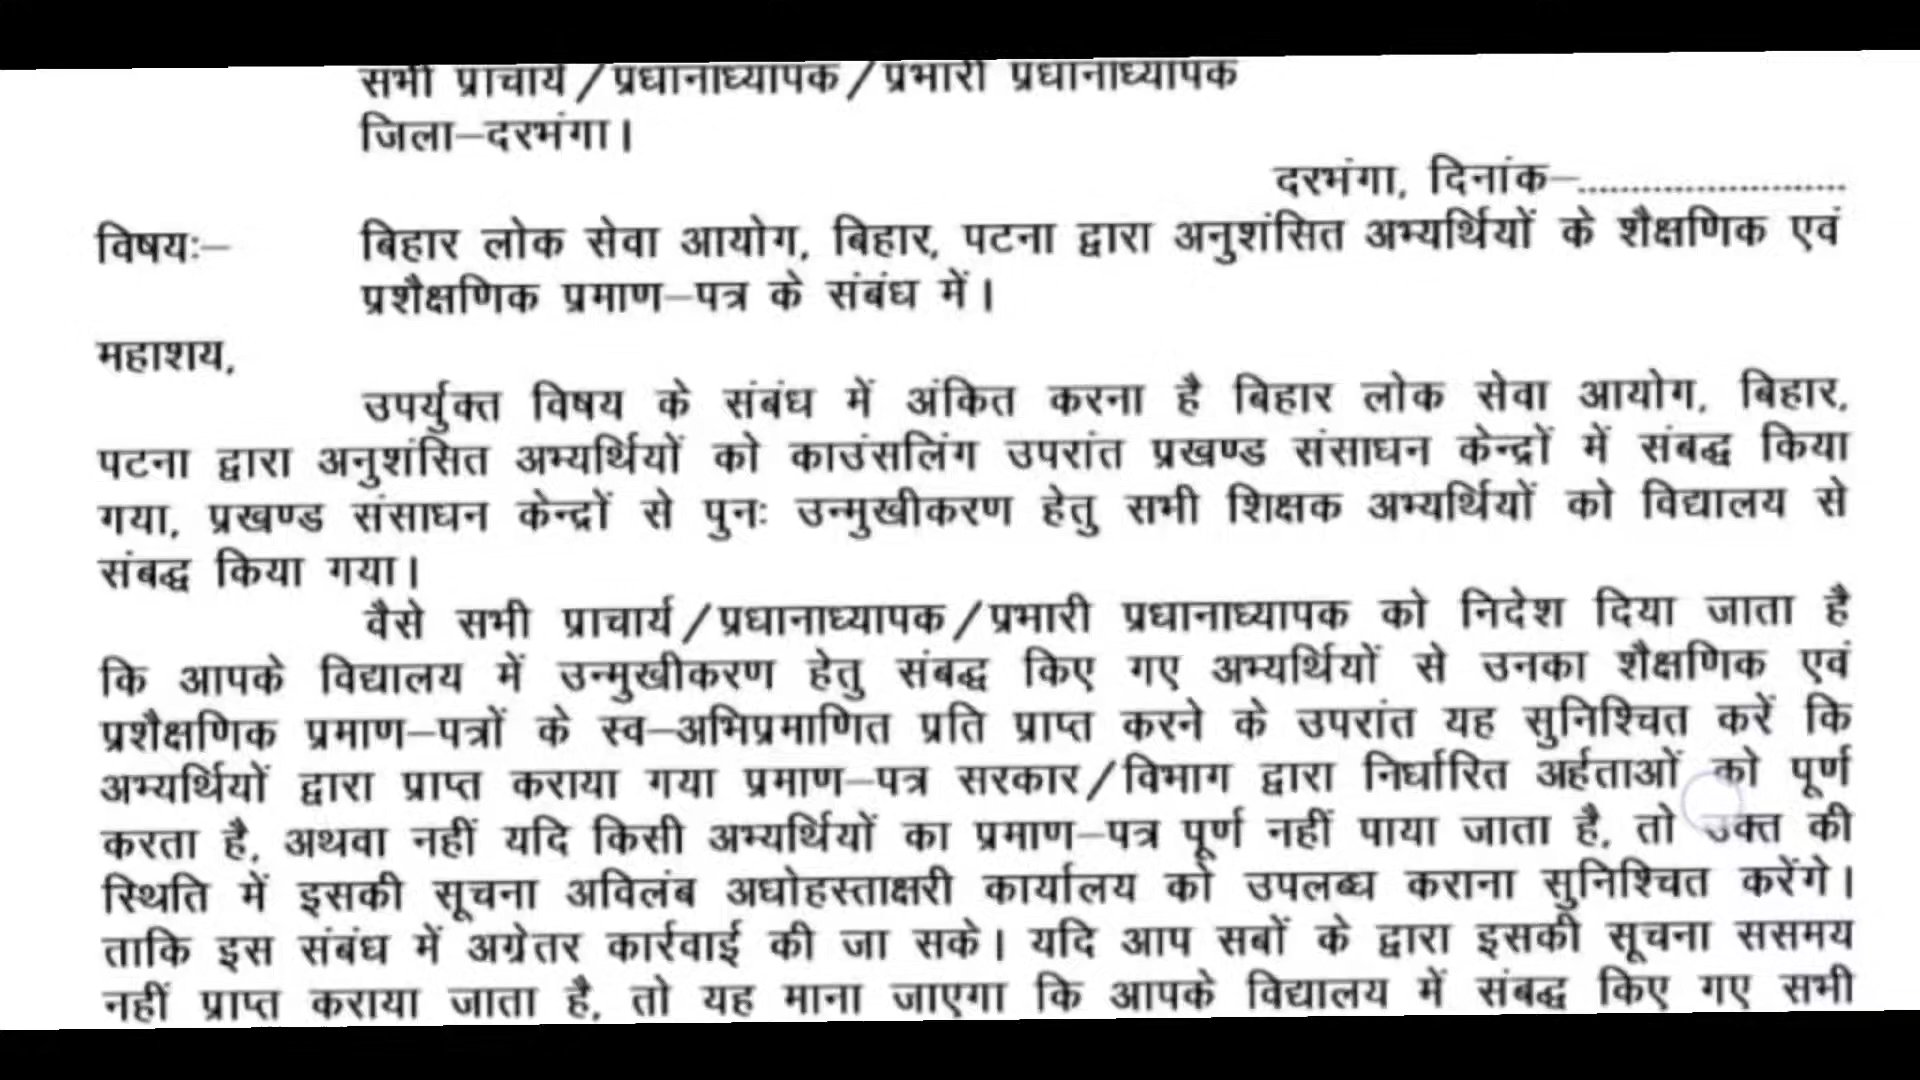 सभी प्राचार्य/प्रधानाध्यापक/प्रभारी प्रधानाध्यापक
जिला–दरभंगा।
दरभंगा, दिनांक–..........................
विषयः– बिहार लोक सेवा आयोग, बिहार, पटना द्वारा अनुशंसित अभ्यर्थियों के शैक्षणिक एवं
प्रशैक्षणिक प्रमाण–पत्र के संबंध में।
महाशय,
उपर्युक्त विषय के संबंध में अंकित करना है बिहार लोक सेवा आयोग, बिहार,
पटना द्वारा अनुशंसित अभ्यर्थियों को काउंसलिंग उपरांत प्रखण्ड संसाधन केन्द्रों में संबद्ध किया
गया, प्रखण्ड संसाधन केन्द्रों से पुनः उन्मुखीकरण हेतु सभी शिक्षक अभ्यर्थियों को विद्यालय से
संबद्ध किया गया।
वैसे सभी प्राचार्य/प्रधानाध्यापक/प्रभारी प्रधानाध्यापक को निदेश दिया जाता है
कि आपके विद्यालय में उन्मुखीकरण हेतु संबद्ध किए गए अभ्यर्थियों से उनका शैक्षणिक एवं
प्रशैक्षणिक प्रमाण–पत्रों के स्व–अभिप्रमाणित प्रति प्राप्त करने के उपरांत यह सुनिश्चित करें कि
अभ्यर्थियों द्वारा प्राप्त कराया गया प्रमाण–पत्र सरकार/विभाग द्वारा निर्धारित अर्हताओं को पूर्ण
करता है, अथवा नहीं यदि किसी अभ्यर्थियों का प्रमाण–पत्र पूर्ण नहीं पाया जाता है, तो उक्त की
स्थिति में इसकी सूचना अविलंब अधोहस्ताक्षरी कार्यालय को उपलब्ध कराना सुनिश्चित करेंगे।
ताकि इस संबंध में अग्रेतर कार्रवाई की जा सके। यदि आप सबों के द्वारा इसकी सूचना ससमय
नहीं प्राप्त कराया जाता है, तो यह माना जाएगा कि आपके विद्यालय में संबद्ध किए गए सभी